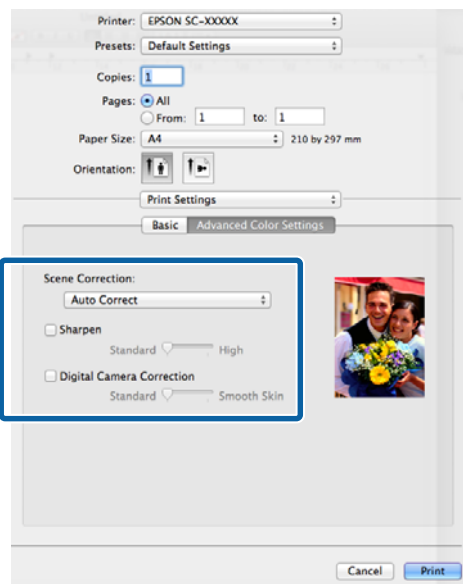 Printer: EPSON SC-XXXXX
Presets: Default Settings
Copies: 1
Pages: All
From: 1 to: 1
Paper Size: A4 210 by 297 mm
Orientation:
Print Settings
Basic Advanced Color Settings
Scene Correction:
Auto Correct
Sharpen
Standard High
Digital Camera Correction
Standard Smooth Skin
Cancel Print